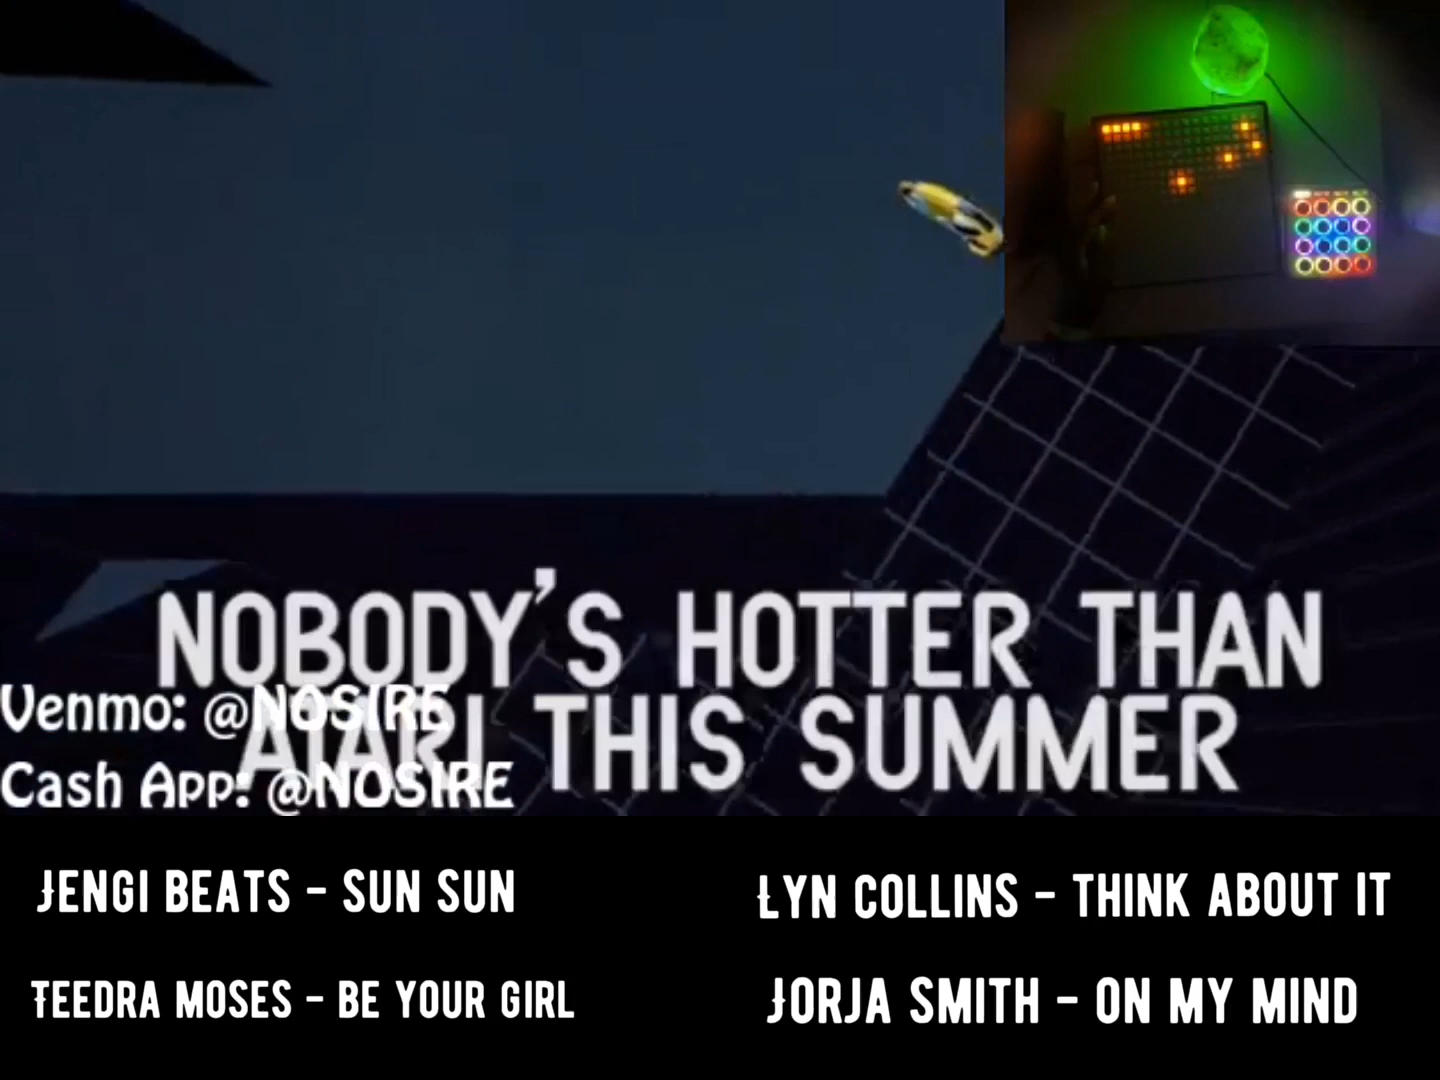 NOBODY'S HOTTER THAN
ATARI THIS SUMMER
Venmo: @NOSIRE
Cash App: @NOSIRE
JENGI BEATS - SUN SUN
LYN COLLINS - THINK ABOUT IT
TEEDRA MOSES - BE YOUR GIRL
JORJA SMITH - ON MY MIND